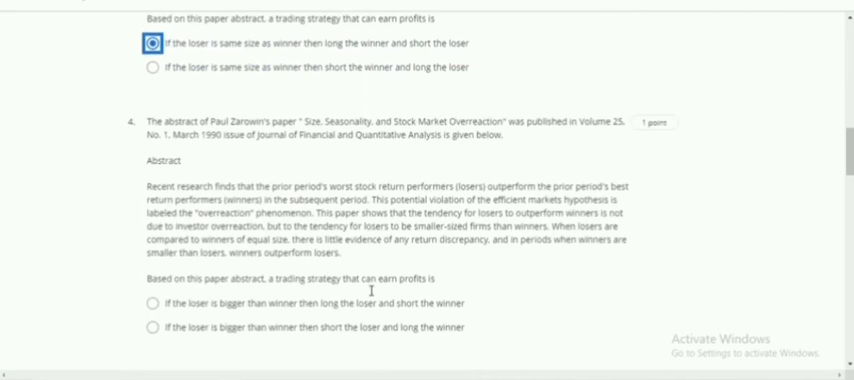 Based on this paper abstract, a trading strategy that can earn profits is
If the loser is same size as winner then long the winner and short the loser
If the loser is same size as winner then short the winner and long the loser
4. The abstract of Paul Zarowin's paper " Size, Seasonality, and Stock Market Overreaction" was published in Volume 25, 1 point
No. 1, March 1990 issue of Journal of Financial and Quantitative Analysis is given below.
Abstract
Recent research finds that the prior period's worst stock return performers (losers) outperform the prior period's best
return performers (winners) in the subsequent period. This potential violation of the efficient markets hypothesis is
labeled the "overreaction" phenomenon. This paper shows that the tendency for losers to outperform winners is not
due to investor overreaction, but to the tendency for losers to be smaller-sized firms than winners. When losers are
compared to winners of equal size, there is little evidence of any return discrepancy, and in periods when winners are
smaller than losers, winners outperform losers.
Based on this paper abstract, a trading strategy that can earn profits is
If the loser is bigger than winner then long the loser and short the winner
If the loser is bigger than winner then short the loser and long the winner
Activate Windows
Go to Settings to activate Windows.